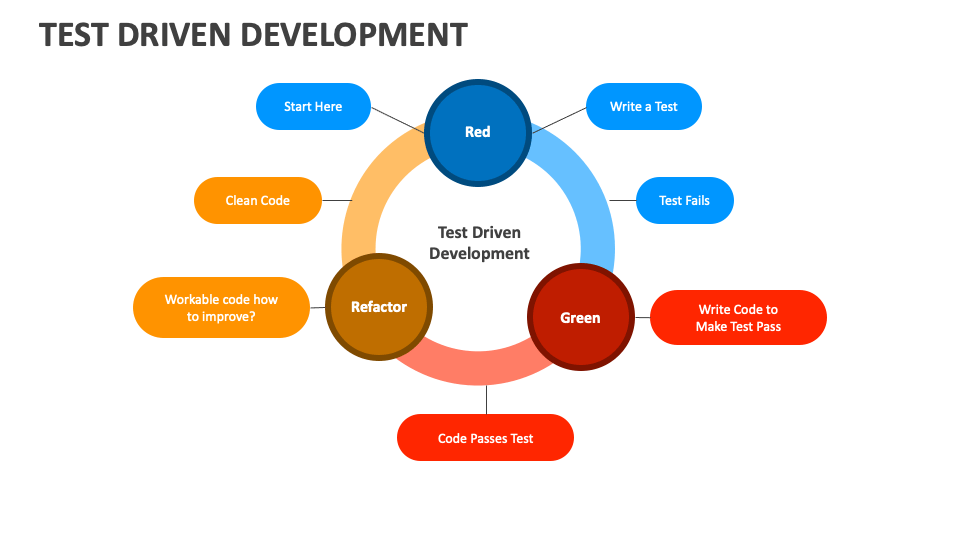 TEST DRIVEN DEVELOPMENT
Start Here
Red
Write a Test
Clean Code
Test Fails
Test Driven
Development
Workable code how
to improve?
Refactor
Green
Write Code to
Make Test Pass
Code Passes Test